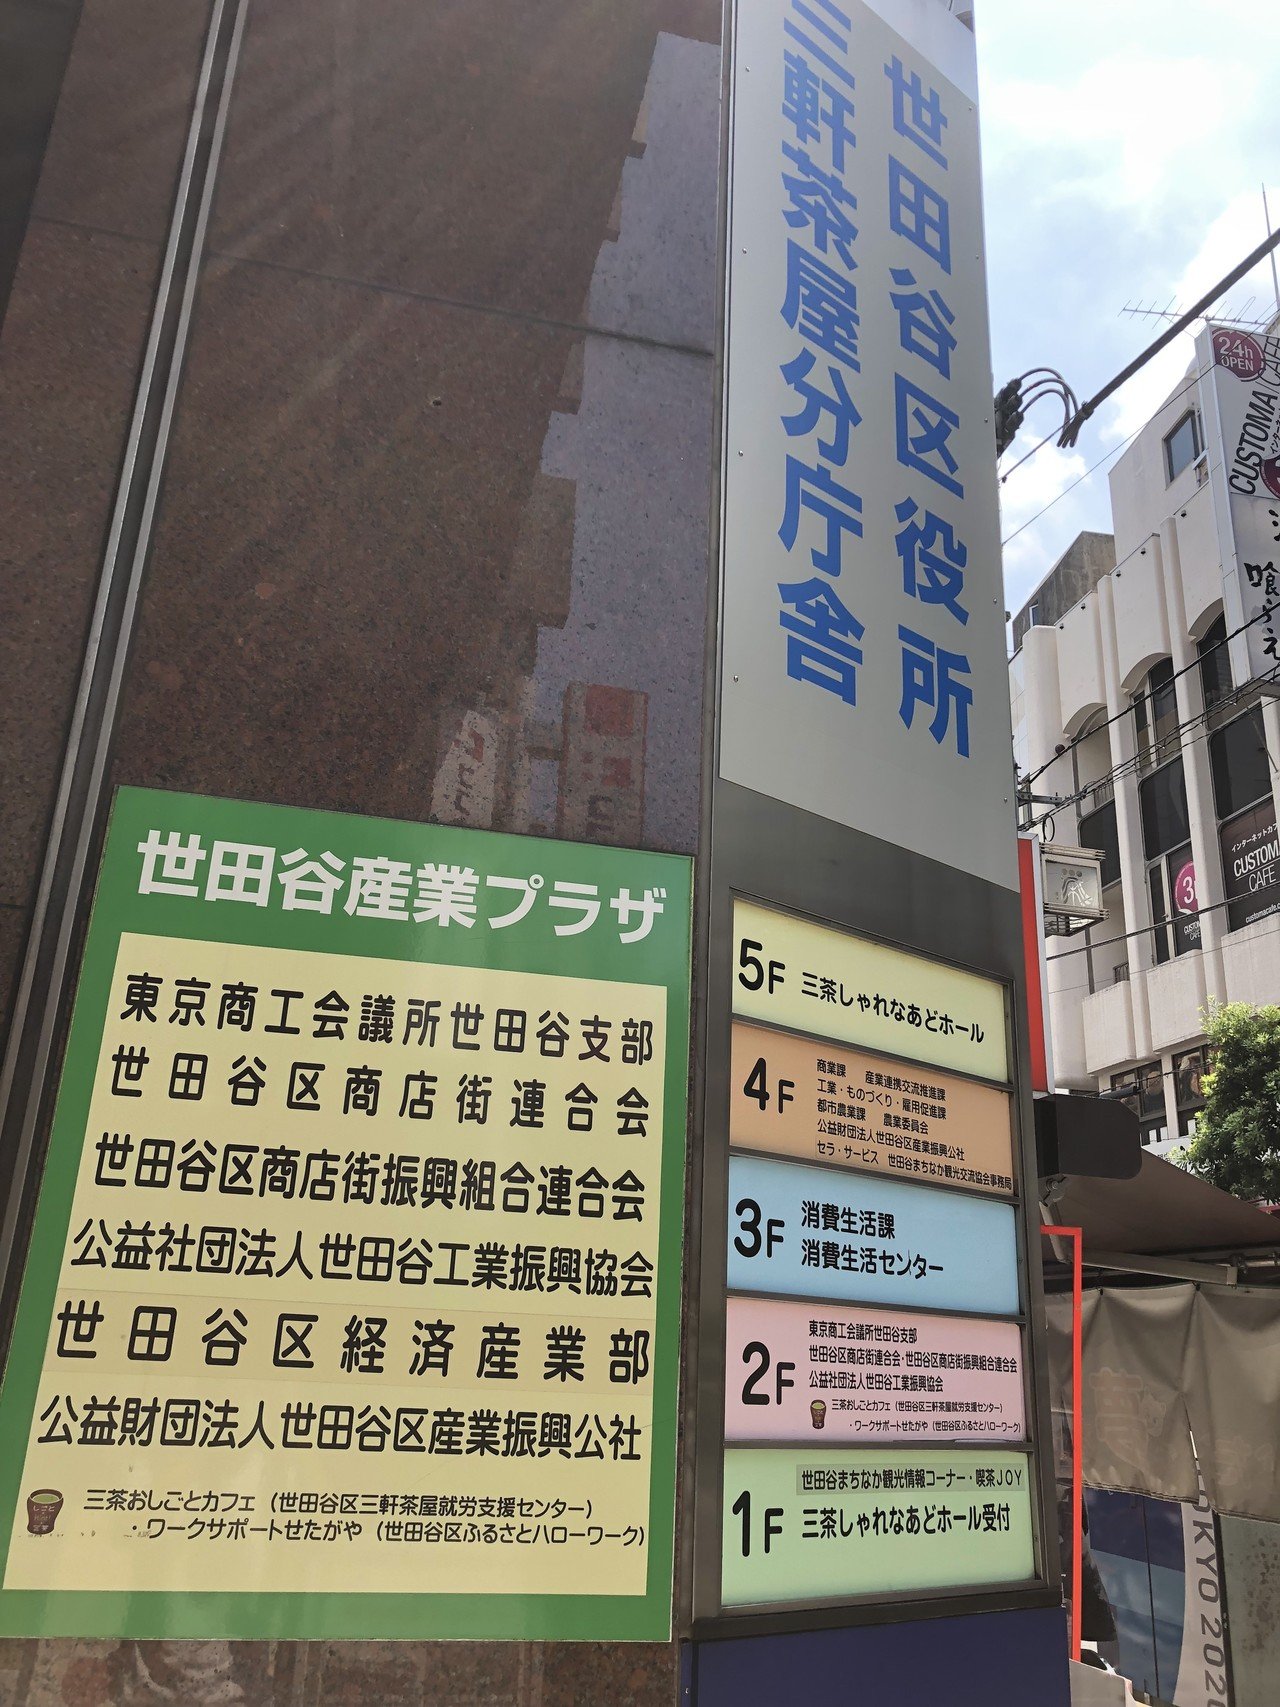 世田谷区役所
三軒茶屋分庁舎
世田谷産業プラザ
東京商工会議所世田谷支部
世田谷区商店街連合会
世田谷区商店街振興組合連合会
公益社団法人世田谷工業振興協会
世田谷区経済産業部
公益財団法人世田谷区産業振興公社
三茶おしごとカフェ（世田谷区三軒茶屋就労支援センター）
・ワークサポートせたがや（世田谷区ふるさとハローワーク）
5F 三茶しゃれなあどホール
4F
商業課 産業連携交流推進課
工業・ものづくり・雇用促進課
都市農業課 農業委員会
公益財団法人世田谷区産業振興公社
セラ・サービス 世田谷まちなか観光交流協会事務局
3F
消費生活課
消費生活センター
2F
東京商工会議所世田谷支部
世田谷区商店街連合会・世田谷区商店街振興組合連合会
公益社団法人世田谷工業振興協会
三茶おしごとカフェ（世田谷区三軒茶屋就労支援センター）
・ワークサポートせたがや（世田谷区ふるさとハローワーク）
1F
世田谷まちなか観光情報コーナー・喫茶JOY
三茶しゃれなあどホール受付
24h
OPEN
CUSTOMA
喰うえ
インターネットカフ
CUSTOM
CAFE
customacafe.c
KYO 202